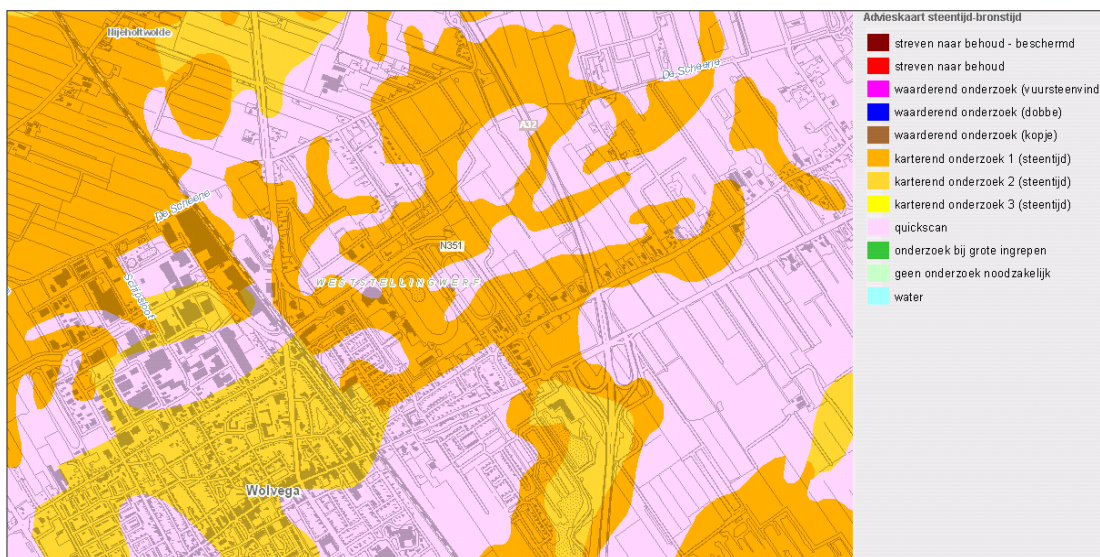 Nijeholtwolde
De Scheene
A32
De Scheene
N351
WESTSTELLINGWERF
Schipsloot
Wolvega
Advieskaart steentijd-bronstijd
streven naar behoud - beschermd
streven naar behoud
waarderend onderzoek (vuursteenvind
waarderend onderzoek (dobbe)
waarderend onderzoek (kopje)
karterend onderzoek 1 (steentijd)
karterend onderzoek 2 (steentijd)
karterend onderzoek 3 (steentijd)
quickscan
onderzoek bij grote ingrepen
geen onderzoek noodzakelijk
water